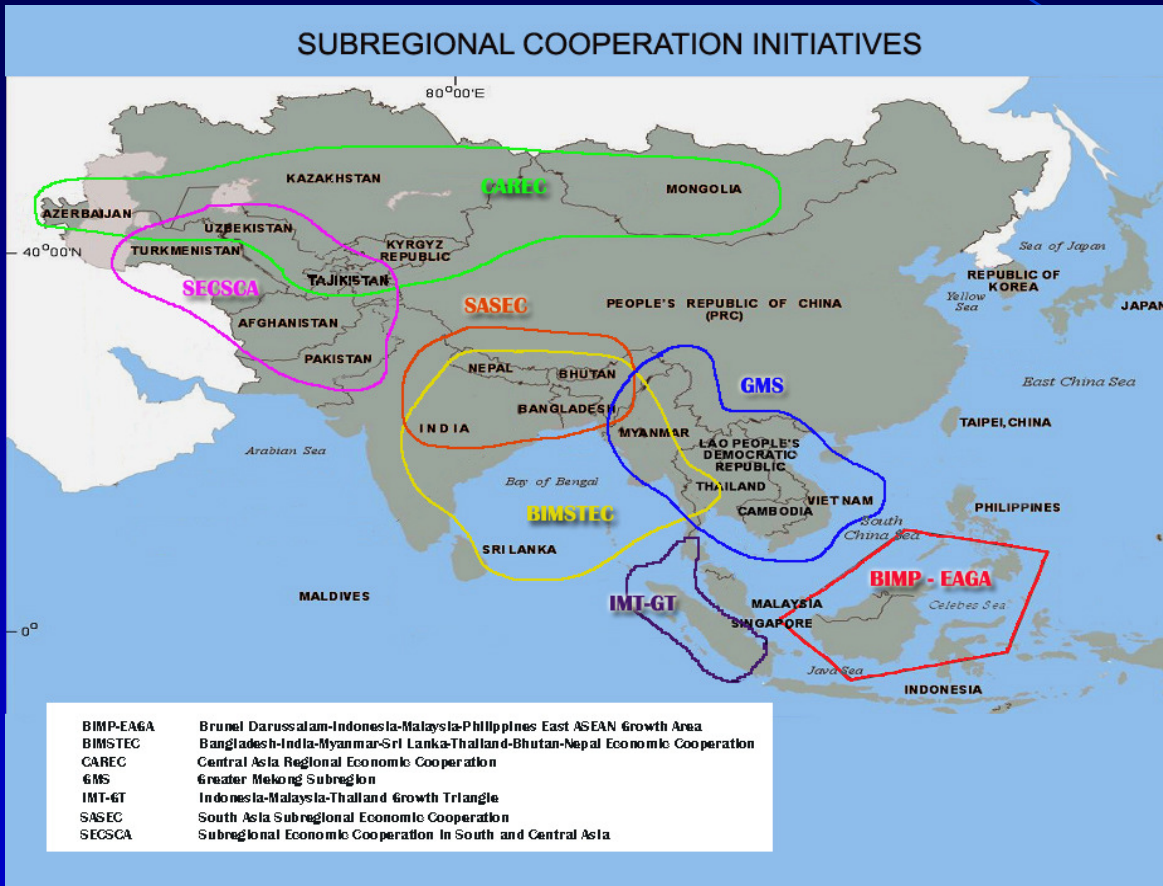 SUBREGIONAL COOPERATION INITIATIVES
80°00'E
KAZAKHSTAN
CAREC
MONGOLIA
AZERBAIJAN
UZBEKISTAN
40°00'N
TURKMENISTAN
KYRGYZ
REPUBLIC
Sea of Japan
TAJIKISTAN
REPUBLIC OF
KOREA
SECSCA
SASEC
PEOPLE'S REPUBLIC OF CHINA
(PRC)
Yellow
Sea
JAPAN
AFGHANISTAN
PAKISTAN
NEPAL
BHUTAN
GMS
East China Sea
BANGLADESH
INDIA
MYANMAR
TAIPEI,CHINA
Arabian Sea
LAO PEOPLE'S
DEMOCRATIC
REPUBLIC
Bay of Bengal
THAILAND
VIET NAM
CAMBODIA
PHILIPPINES
BIMSTEC
South
China Sea
SRI LANKA
BIMP - EAGA
MALDIVES
IMT-GT
MALAYSIA
Celebes Sea
SINGAPORE
0°
Java Sea
INDONESIA
BIMP-EAGA Brunei Darussalam-Indonesia-Malaysia-Philippines East ASEAN Growth Area
BIMSTEC Bangladesh-India-Myanmar-Sri Lanka-Thailand-Bhutan-Nepal Economic Cooperation
CAREC Central Asia Regional Economic Cooperation
GMS Greater Mekong Subregion
IMT-GT Indonesia-Malaysia-Thailand Growth Triangle
SASEC South Asia Subregional Economic Cooperation
SECSCA Subregional Economic Cooperation in South and Central Asia